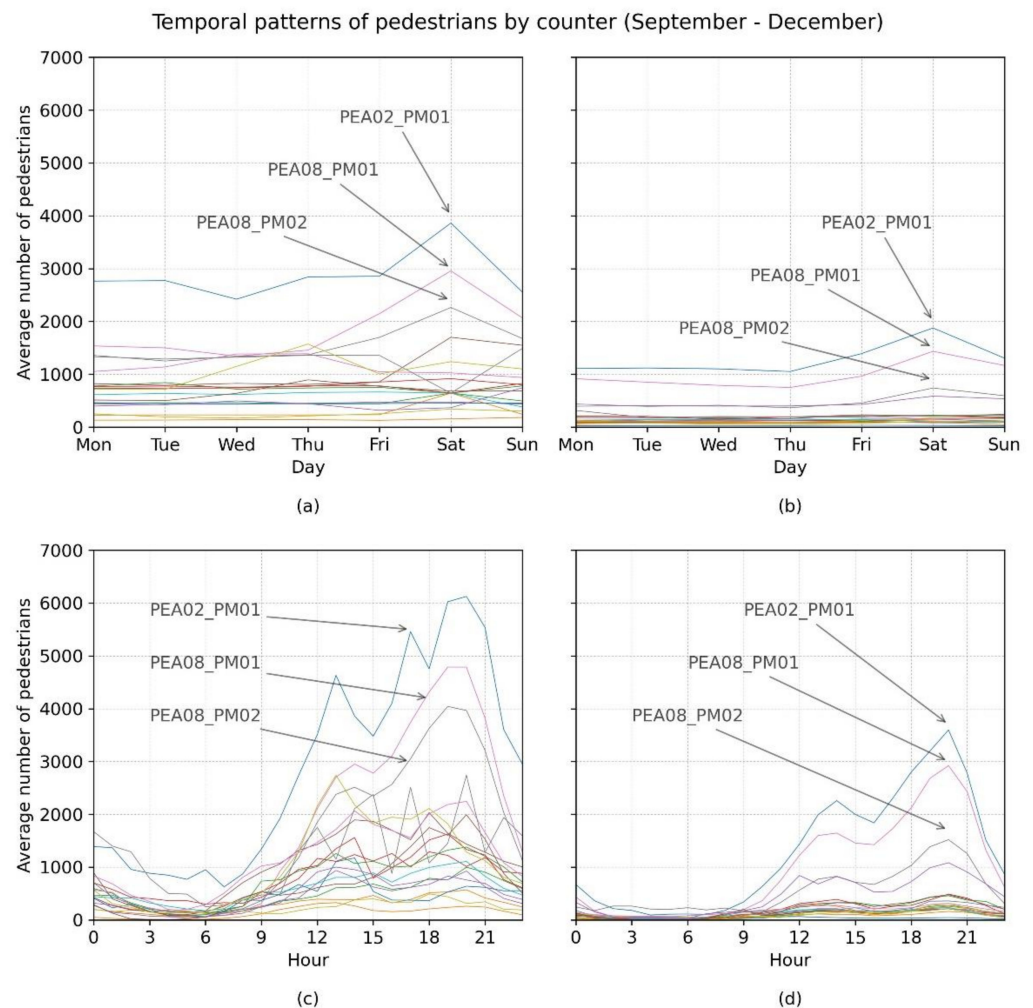 Temporal patterns of pedestrians by counter (September - December)
7000
6000
5000
4000
3000
2000
1000
0
Average number of pedestrians
PEA02_PM01
PEA08_PM01
PEA08_PM02
Mon Tue Wed Thu Fri Sat Sun
Day
(a)
PEA02_PM01
PEA08_PM01
PEA08_PM02
Mon Tue Wed Thu Fri Sat Sun
Day
(b)
7000
6000
5000
4000
3000
2000
1000
0
Average number of pedestrians
PEA02_PM01
PEA08_PM01
PEA08_PM02
0 3 6 9 12 15 18 21
Hour
(c)
PEA02_PM01
PEA08_PM01
PEA08_PM02
0 3 6 9 12 15 18 21
Hour
(d)